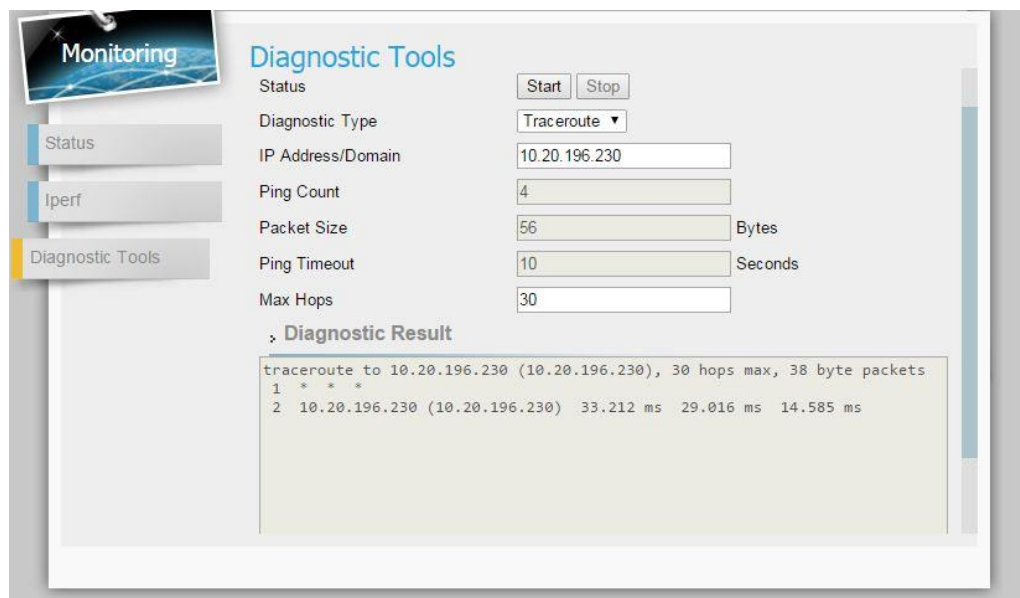 Monitoring
Status
Iperf
Diagnostic Tools
Diagnostic Tools
Status Start Stop
Diagnostic Type Traceroute
IP Address/Domain 10.20.196.230
Ping Count 4
Packet Size 56 Bytes
Ping Timeout 10 Seconds
Max Hops 30
Diagnostic Result
traceroute to 10.20.196.230 (10.20.196.230), 30 hops max, 38 byte packets
1 * * *
2 10.20.196.230 (10.20.196.230) 33.212 ms 29.016 ms 14.585 ms